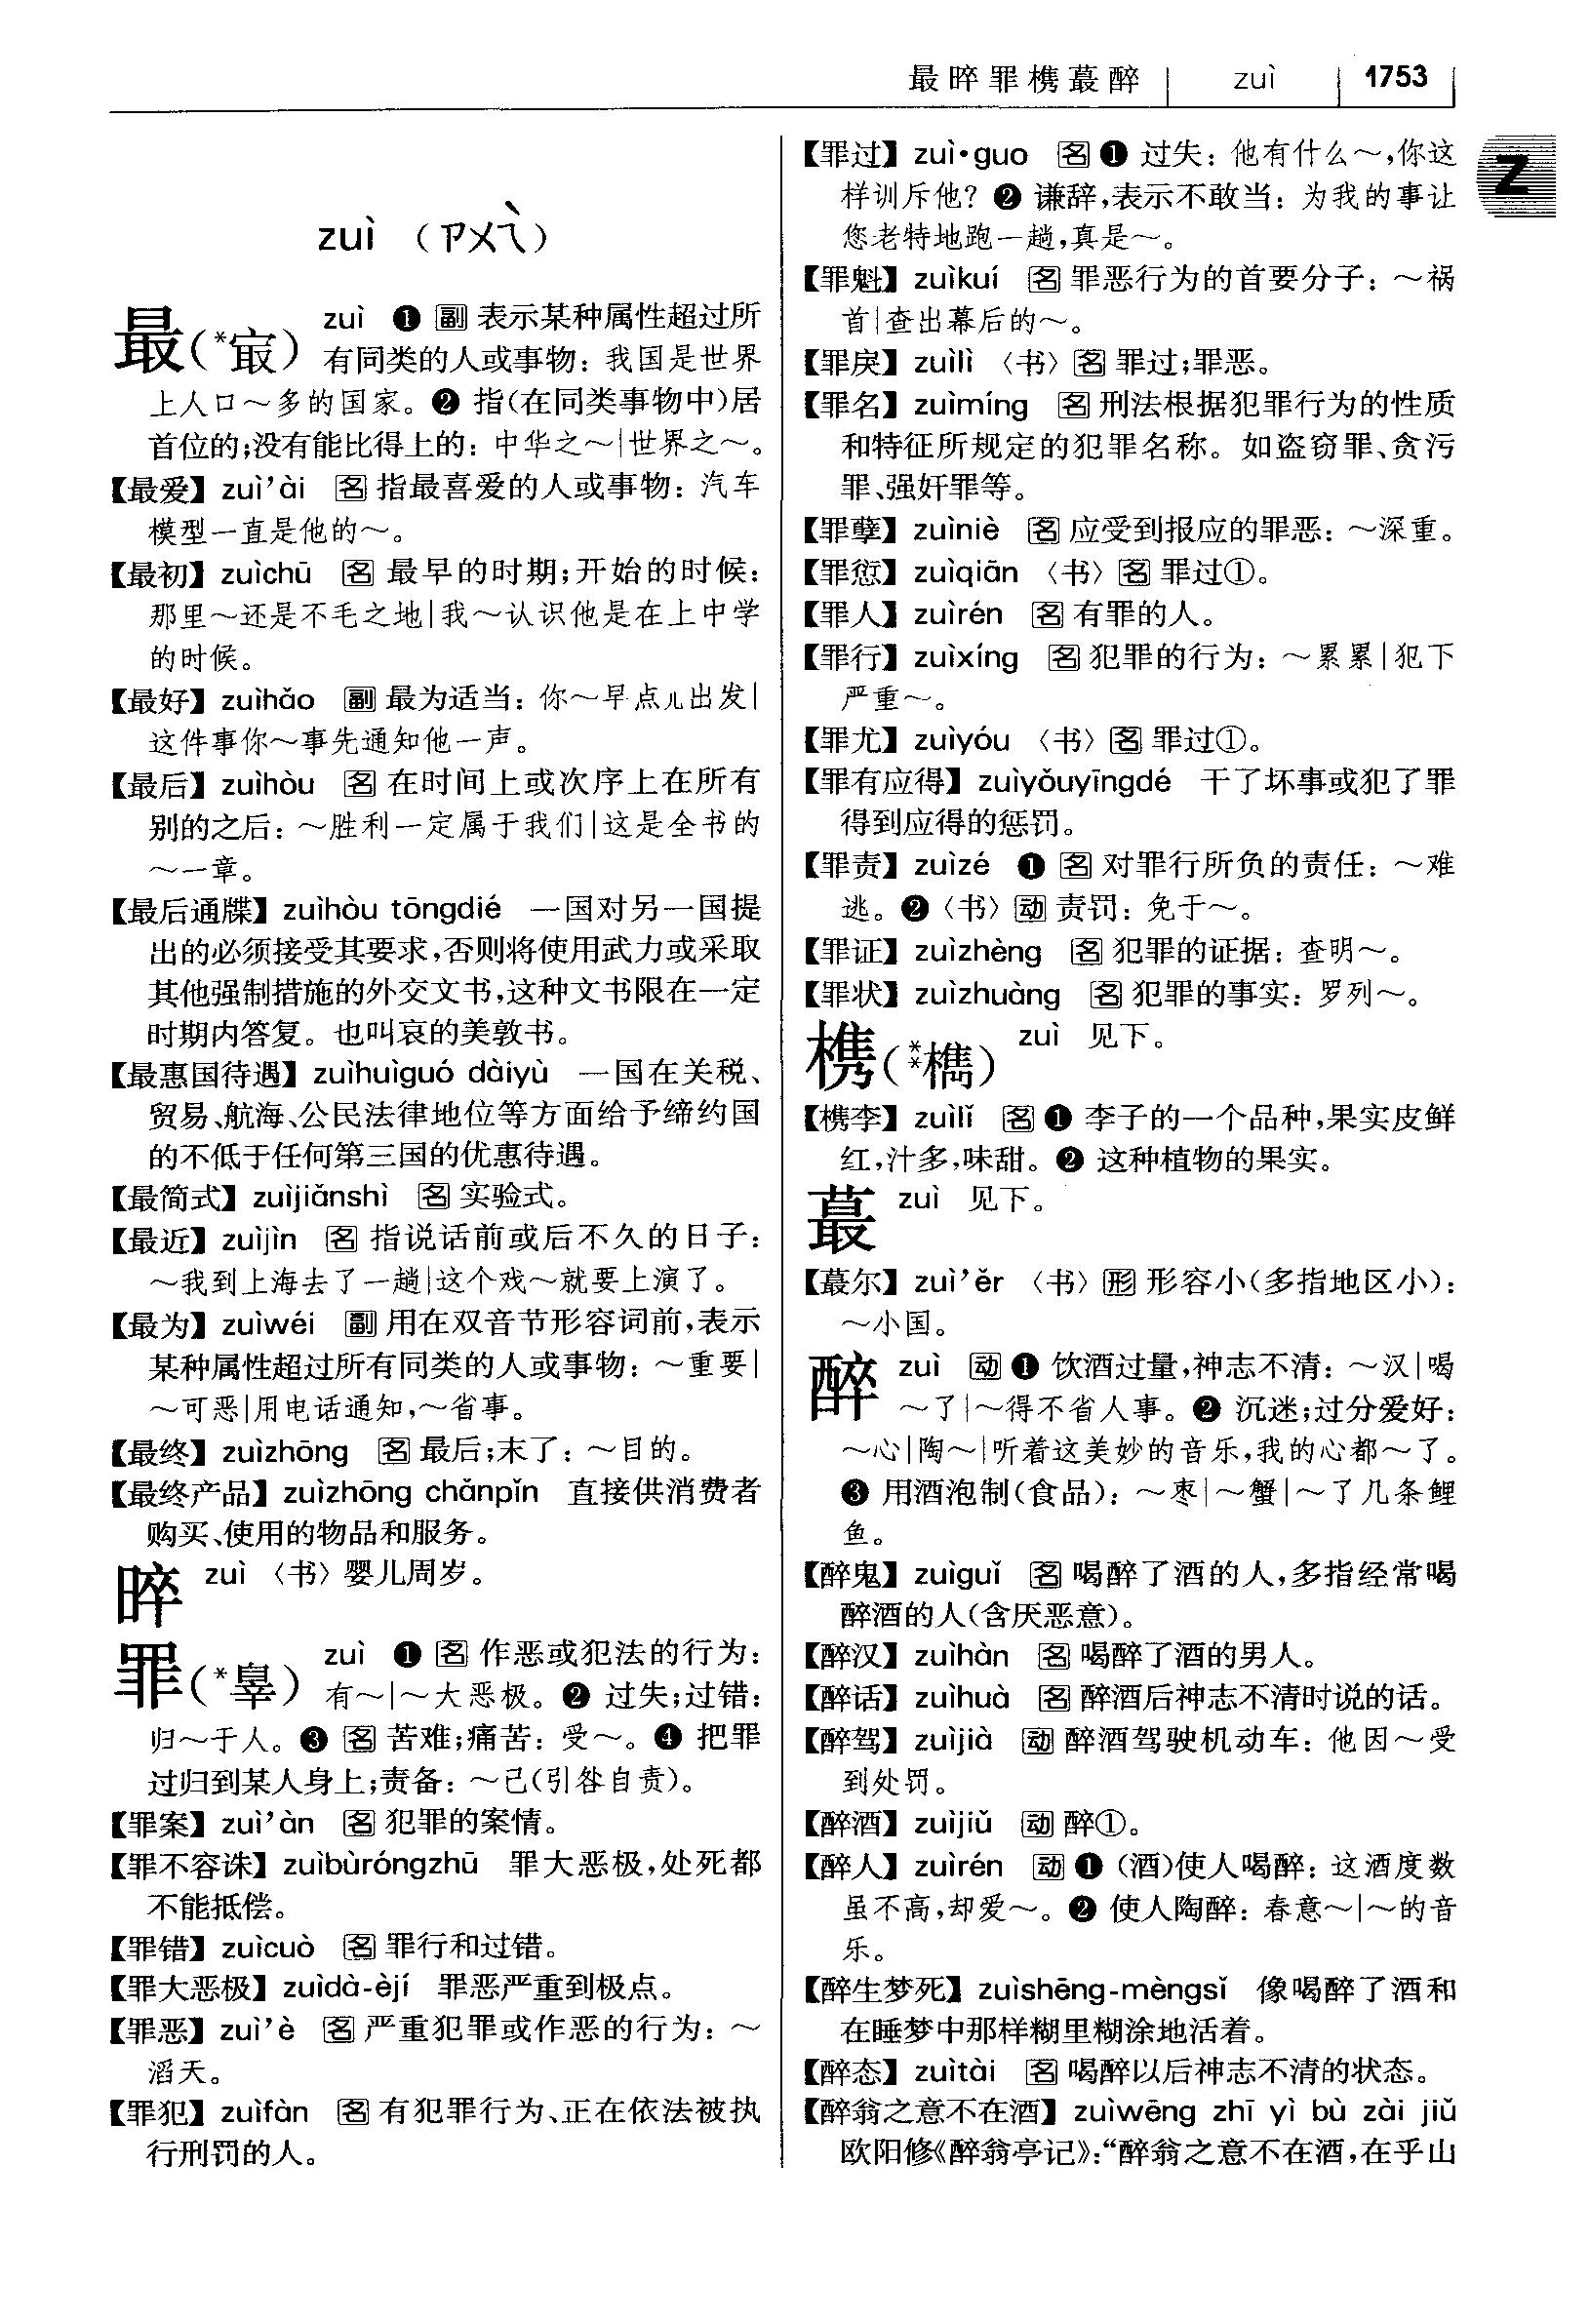 最晬罪槜蕞醉 | zuì | 1753
Z
zuì (ㄗㄨㄟˋ)
最(*冣) zuì ❶ 副 表示某种属性超过所
有同类的人或事物：我国是世界
上人口～多的国家。❷ 指(在同类事物中)居
首位的;没有能比得上的：中华之～|世界之～。
【最爱】zuì’ài 名 指最喜爱的人或事物：汽车
模型一直是他的～。
【最初】zuìchū 名 最早的时期;开始的时候：
那里～还是不毛之地|我～认识他是在上中学
的时候。
【最好】zuìhǎo 副 最为适当：你～早点儿出发|
这件事你～事先通知他一声。
【最后】zuìhòu 名 在时间上或次序上在所有
别的之后：～胜利一定属于我们|这是全书的
～一章。
【最后通牒】zuìhòu tōngdié 一国对另一国提
出的必须接受其要求,否则将使用武力或采取
其他强制措施的外交文书,这种文书限在一定
时期内答复。也叫哀的美敦书。
【最惠国待遇】zuìhuìguó dàiyù 一国在关税、
贸易、航海、公民法律地位等方面给予缔约国
的不低于任何第三国的优惠待遇。
【最简式】zuìjiǎnshì 名 实验式。
【最近】zuìjìn 名 指说话前或后不久的日子：
～我到上海去了一趟|这个戏～就要上演了。
【最为】zuìwéi 副 用在双音节形容词前,表示
某种属性超过所有同类的人或事物：～重要|
～可恶|用电话通知,～省事。
【最终】zuìzhōng 名 最后;末了：～目的。
【最终产品】zuìzhōng chǎnpǐn 直接供消费者
购买、使用的物品和服务。
晬 zuì 〈书〉婴儿周岁。
罪(*辠) zuì ❶ 名 作恶或犯法的行为：
有～|～大恶极。❷ 过失;过错：
归～于人。❸ 名 苦难;痛苦：受～。❹ 把罪
过归到某人身上;责备：～己(引咎自责)。
【罪案】zuì’àn 名 犯罪的案情。
【罪不容诛】zuìbùróngzhū 罪大恶极,处死都
不能抵偿。
【罪错】zuìcuò 名 罪行和过错。
【罪大恶极】zuìdà-èjí 罪恶严重到极点。
【罪恶】zuì’è 名 严重犯罪或作恶的行为：～
滔天。
【罪犯】zuìfàn 名 有犯罪行为、正在依法被执
行刑罚的人。
【罪过】zuì·guo 名 ❶ 过失：他有什么～,你这
样训斥他？❷ 谦辞,表示不敢当：为我的事让
您老特地跑一趟,真是～。
【罪魁】zuìkuí 名 罪恶行为的首要分子：～祸
首|查出幕后的～。
【罪戾】zuìlì 〈书〉名 罪过;罪恶。
【罪名】zuìmíng 名 刑法根据犯罪行为的性质
和特征所规定的犯罪名称。如盗窃罪、贪污
罪、强奸罪等。
【罪孽】zuìniè 名 应受到报应的罪恶：～深重。
【罪愆】zuìqiān 〈书〉名 罪过①。
【罪人】zuìrén 名 有罪的人。
【罪行】zuìxíng 名 犯罪的行为：～累累|犯下
严重～。
【罪尤】zuìyóu 〈书〉名 罪过①。
【罪有应得】zuìyǒuyīngdé 干了坏事或犯了罪
得到应得的惩罚。
【罪责】zuìzé ❶ 名 对罪行所负的责任：～难
逃。❷〈书〉动 责罚：免于～。
【罪证】zuìzhèng 名 犯罪的证据：查明～。
【罪状】zuìzhuàng 名 犯罪的事实：罗列～。
槜(**檇) zuì 见下。
【槜李】zuìlǐ 名 ❶ 李子的一个品种,果实皮鲜
红,汁多,味甜。❷ 这种植物的果实。
蕞 zuì 见下。
【蕞尔】zuì’ěr 〈书〉形 形容小(多指地区小)：
～小国。
醉 zuì 动 ❶ 饮酒过量,神志不清：～汉|喝
～了|～得不省人事。❷ 沉迷;过分爱好：
～心|陶～|听着这美妙的音乐,我的心都～了。
❸ 用酒泡制(食品)：～枣|～蟹|～了几条鲤
鱼。
【醉鬼】zuìguǐ 名 喝醉了酒的人,多指经常喝
醉酒的人(含厌恶意)。
【醉汉】zuìhàn 名 喝醉了酒的男人。
【醉话】zuìhuà 名 醉酒后神志不清时说的话。
【醉驾】zuìjià 动 醉酒驾驶机动车：他因～受
到处罚。
【醉酒】zuìjiǔ 动 醉①。
【醉人】zuìrén 动 ❶ (酒)使人喝醉：这酒度数
虽不高,却爱～。❷ 使人陶醉：春意～|～的音
乐。
【醉生梦死】zuìshēng-mèngsǐ 像喝醉了酒和
在睡梦中那样糊里糊涂地活着。
【醉态】zuìtài 名 喝醉以后神志不清的状态。
【醉翁之意不在酒】zuìwēng zhī yì bù zài jiǔ
欧阳修《醉翁亭记》:“醉翁之意不在酒,在乎山